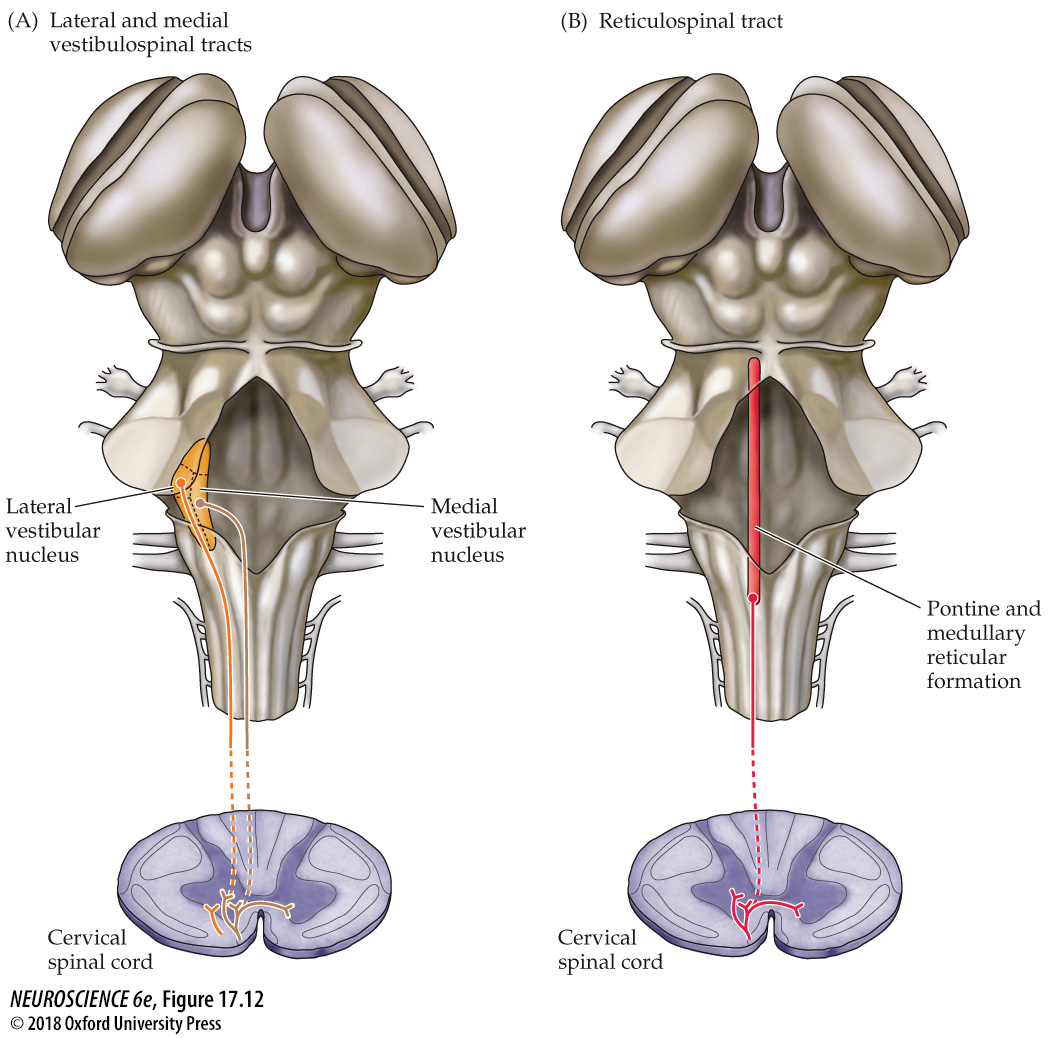 (A) Lateral and medial
vestibulospinal tracts
(B) Reticulospinal tract
Lateral
vestibular
nucleus
Medial
vestibular
nucleus
Pontine and
medullary
reticular
formation
Cervical
spinal cord
Cervical
spinal cord
NEUROSCIENCE 6e, Figure 17.12
© 2018 Oxford University Press